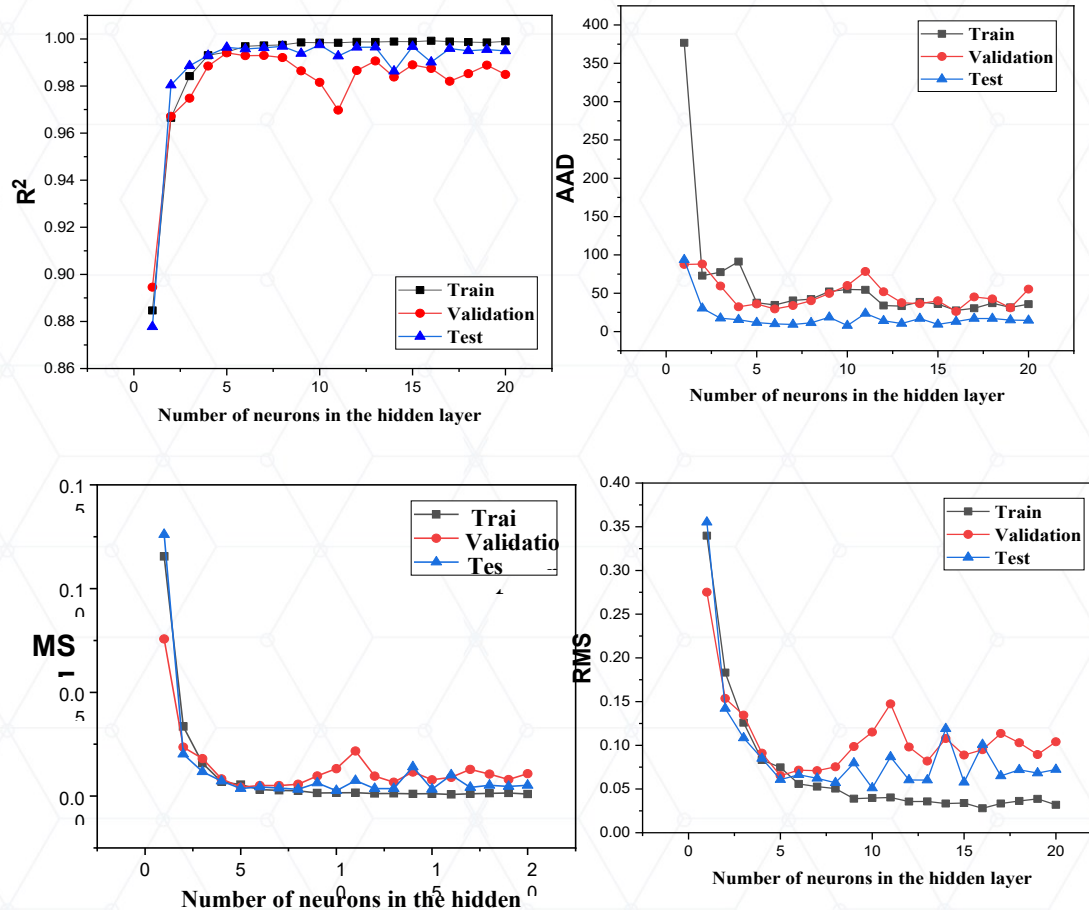 1.00
0.98
0.96
0.94
0.92
0.90
0.88
0.86
R2
Train
Validation
Test
0 5 10 15 20
Number of neurons in the hidden layer
400
350
300
250
200
150
100
50
0
AAD
Train
Validation
Test
0 5 10 15 20
Number of neurons in the hidden layer
0.1
5
0.1
0.0
5
0.0
MS
Trai
Validatio
Tes
0 5 1 1 2
5
Number of neurons in the hidden
0.40
0.35
0.30
0.25
0.20
0.15
0.10
0.05
0.00
RMS
Train
Validation
Test
0 5 10 15 20
Number of neurons in the hidden layer